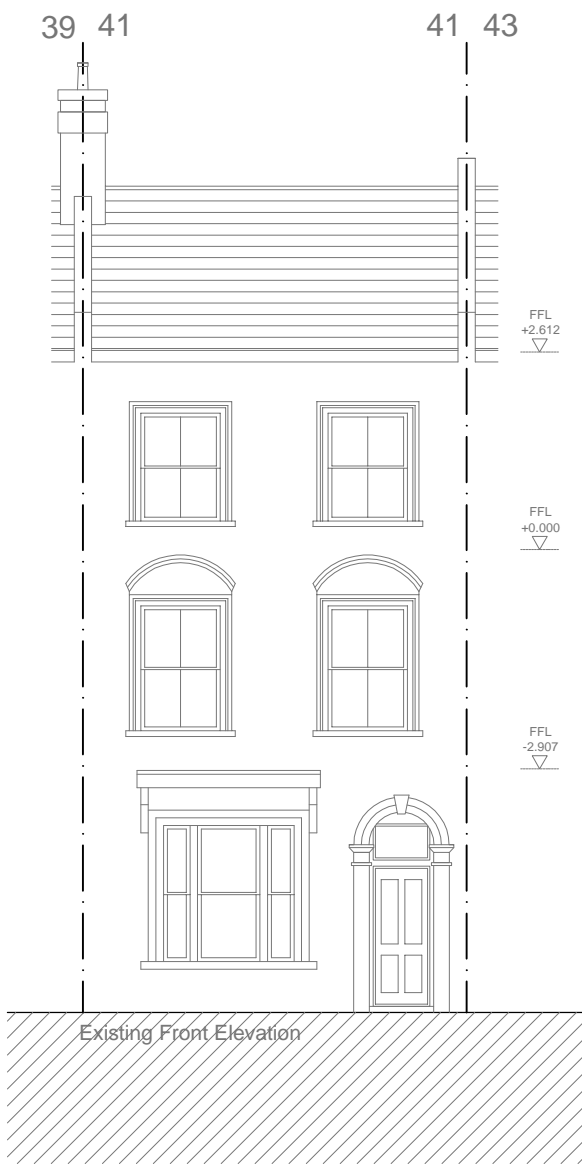 39 41 41 43
FFL
+2.612
FFL
+0.000
FFL
-2.907
Existing Front Elevation